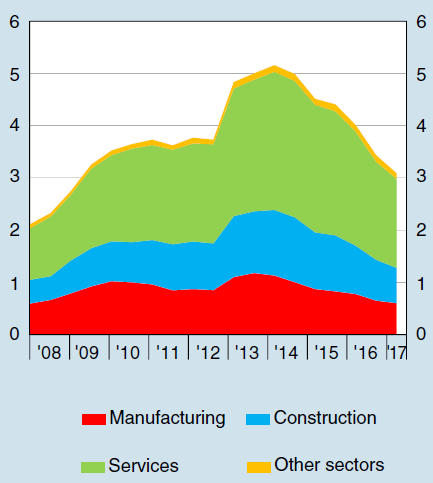 6 6
5 5
4 4
3 3
2 2
1 1
0 0
'08 '09 '10 '11 '12 '13 '14 '15 '16 '17
Manufacturing Construction
Services Other sectors